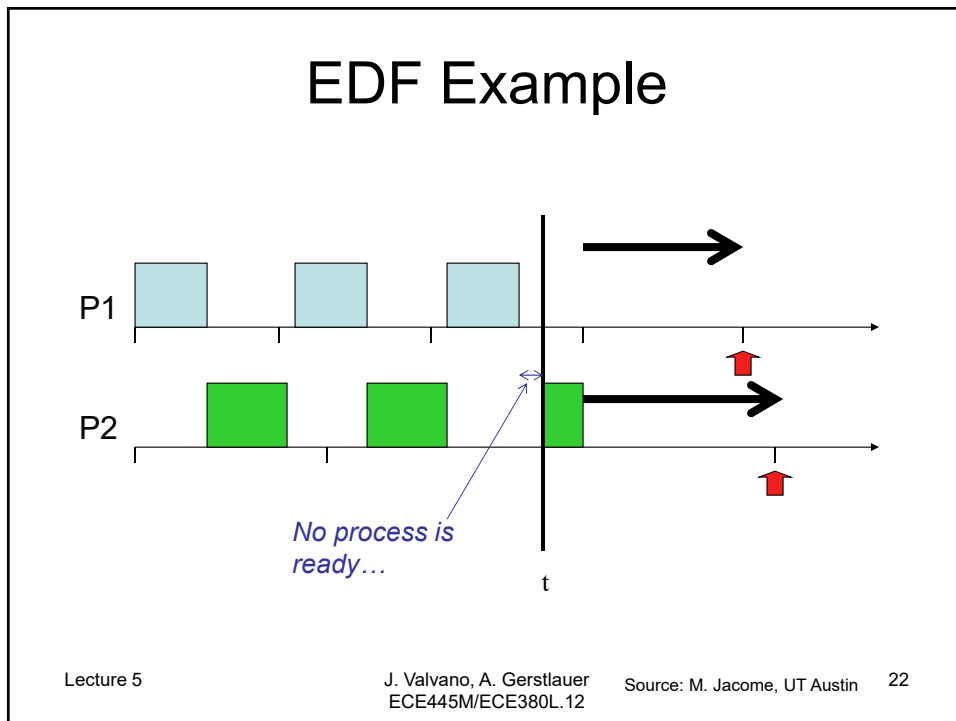 EDF Example
P1
P2
No process is
ready…
t
Lecture 5
J. Valvano, A. Gerstlauer
ECE445M/ECE380L.12
Source: M. Jacome, UT Austin
22